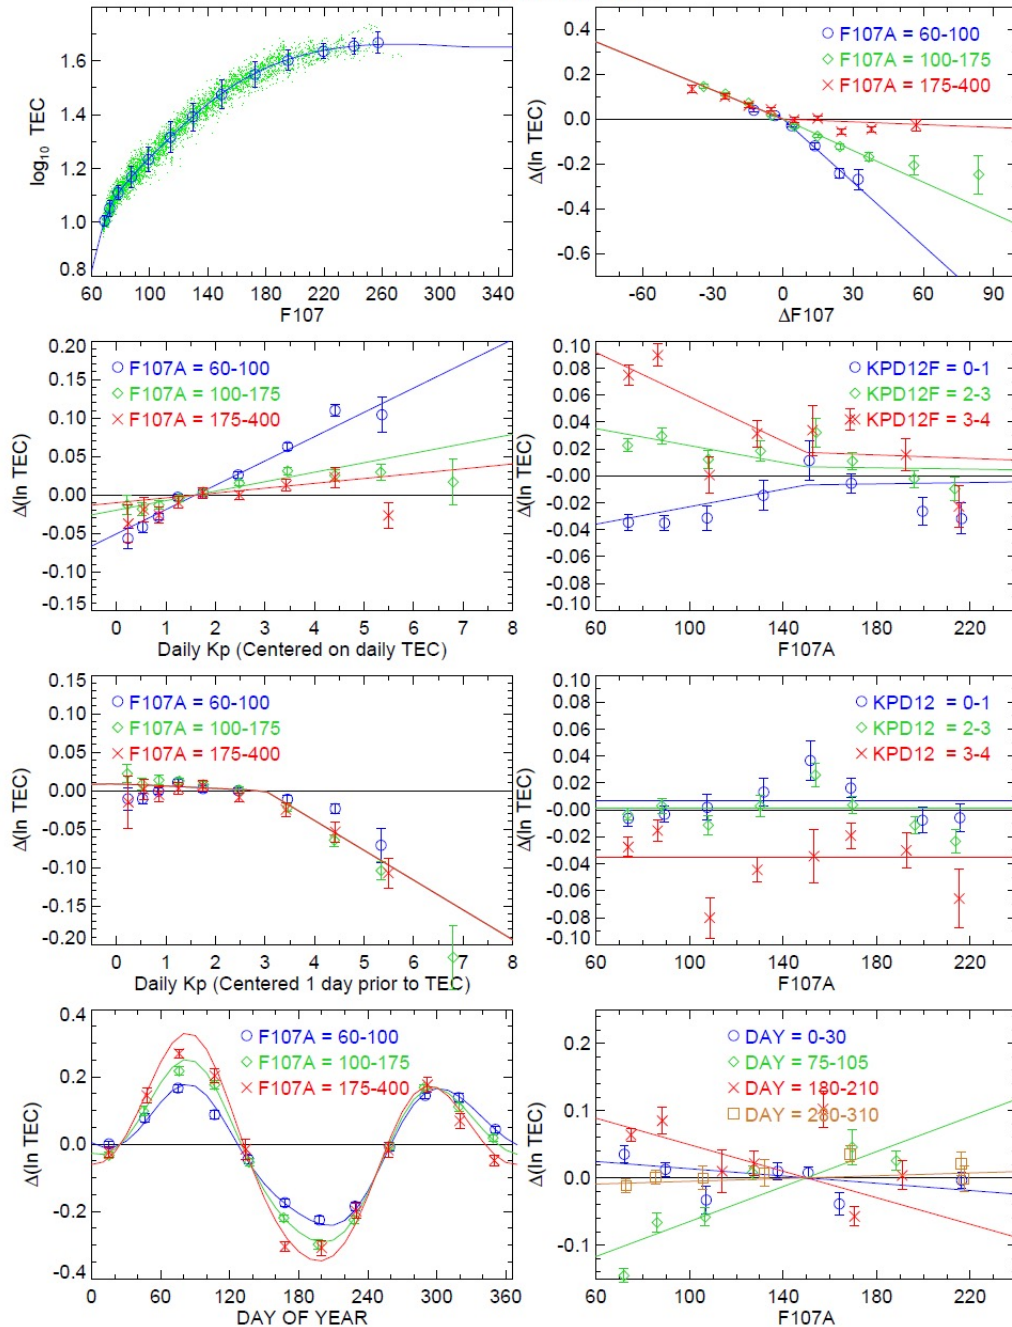 1.6
1.4
1.2
1.0
0.8
log₁₀ TEC
60 100 140 180 220 260 300 340
F107
0.4
0.2
0.0
-0.2
-0.4
-0.6
Δ(ln TEC)
F107A = 60-100
F107A = 100-175
F107A = 175-400
-60 -30 0 30 60 90
ΔF107
0.20
0.15
0.10
0.05
0.00
-0.05
-0.10
-0.15
Δ(ln TEC)
F107A = 60-100
F107A = 100-175
F107A = 175-400
0 1 2 3 4 5 6 7 8
Daily Kp (Centered on daily TEC)
0.10
0.08
0.06
0.04
0.02
0.00
-0.02
-0.04
-0.06
-0.08
-0.10
Δ(ln TEC)
KPD12F = 0-1
KPD12F = 2-3
KPD12F = 3-4
60 100 140 180 220
F107A
0.15
0.10
0.05
0.00
-0.05
-0.10
-0.15
-0.20
Δ(ln TEC)
F107A = 60-100
F107A = 100-175
F107A = 175-400
0 1 2 3 4 5 6 7 8
Daily Kp (Centered 1 day prior to TEC)
0.10
0.08
0.06
0.04
0.02
-0.00
-0.02
-0.04
-0.06
-0.08
-0.10
Δ(ln TEC)
KPD12 = 0-1
KPD12 = 2-3
KPD12 = 3-4
60 100 140 180 220
F107A
0.4
0.2
0.0
-0.2
-0.4
Δ(ln TEC)
F107A = 60-100
F107A = 100-175
F107A = 175-400
0 60 120 180 240 300 360
DAY OF YEAR
0.2
0.1
0.0
-0.1
Δ(ln TEC)
DAY = 0-30
DAY = 75-105
DAY = 180-210
DAY = 280-310
60 100 140 180 220
F107A